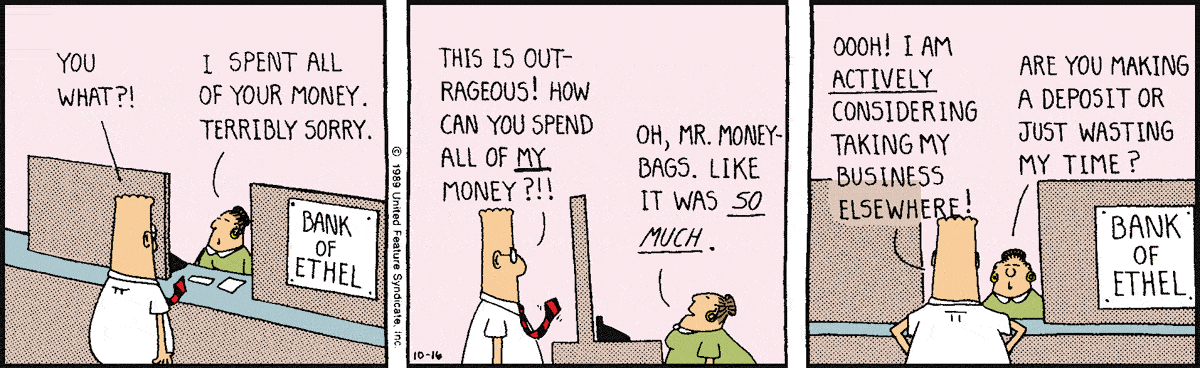 YOU
WHAT?!
I SPENT ALL
OF YOUR MONEY.
TERRIBLY SORRY.
BANK
OF
ETHEL
© 1989 United Feature Syndicate, Inc.
THIS IS OUT-
RAGEOUS! HOW
CAN YOU SPEND
ALL OF MY
MONEY?!!
OH, MR. MONEY-
BAGS. LIKE
IT WAS SO
MUCH.
10-16
OOOH! I AM
ACTIVELY
CONSIDERING
TAKING MY
BUSINESS
ELSEWHERE!
ARE YOU MAKING
A DEPOSIT OR
JUST WASTING
MY TIME?
BANK
OF
ETHEL